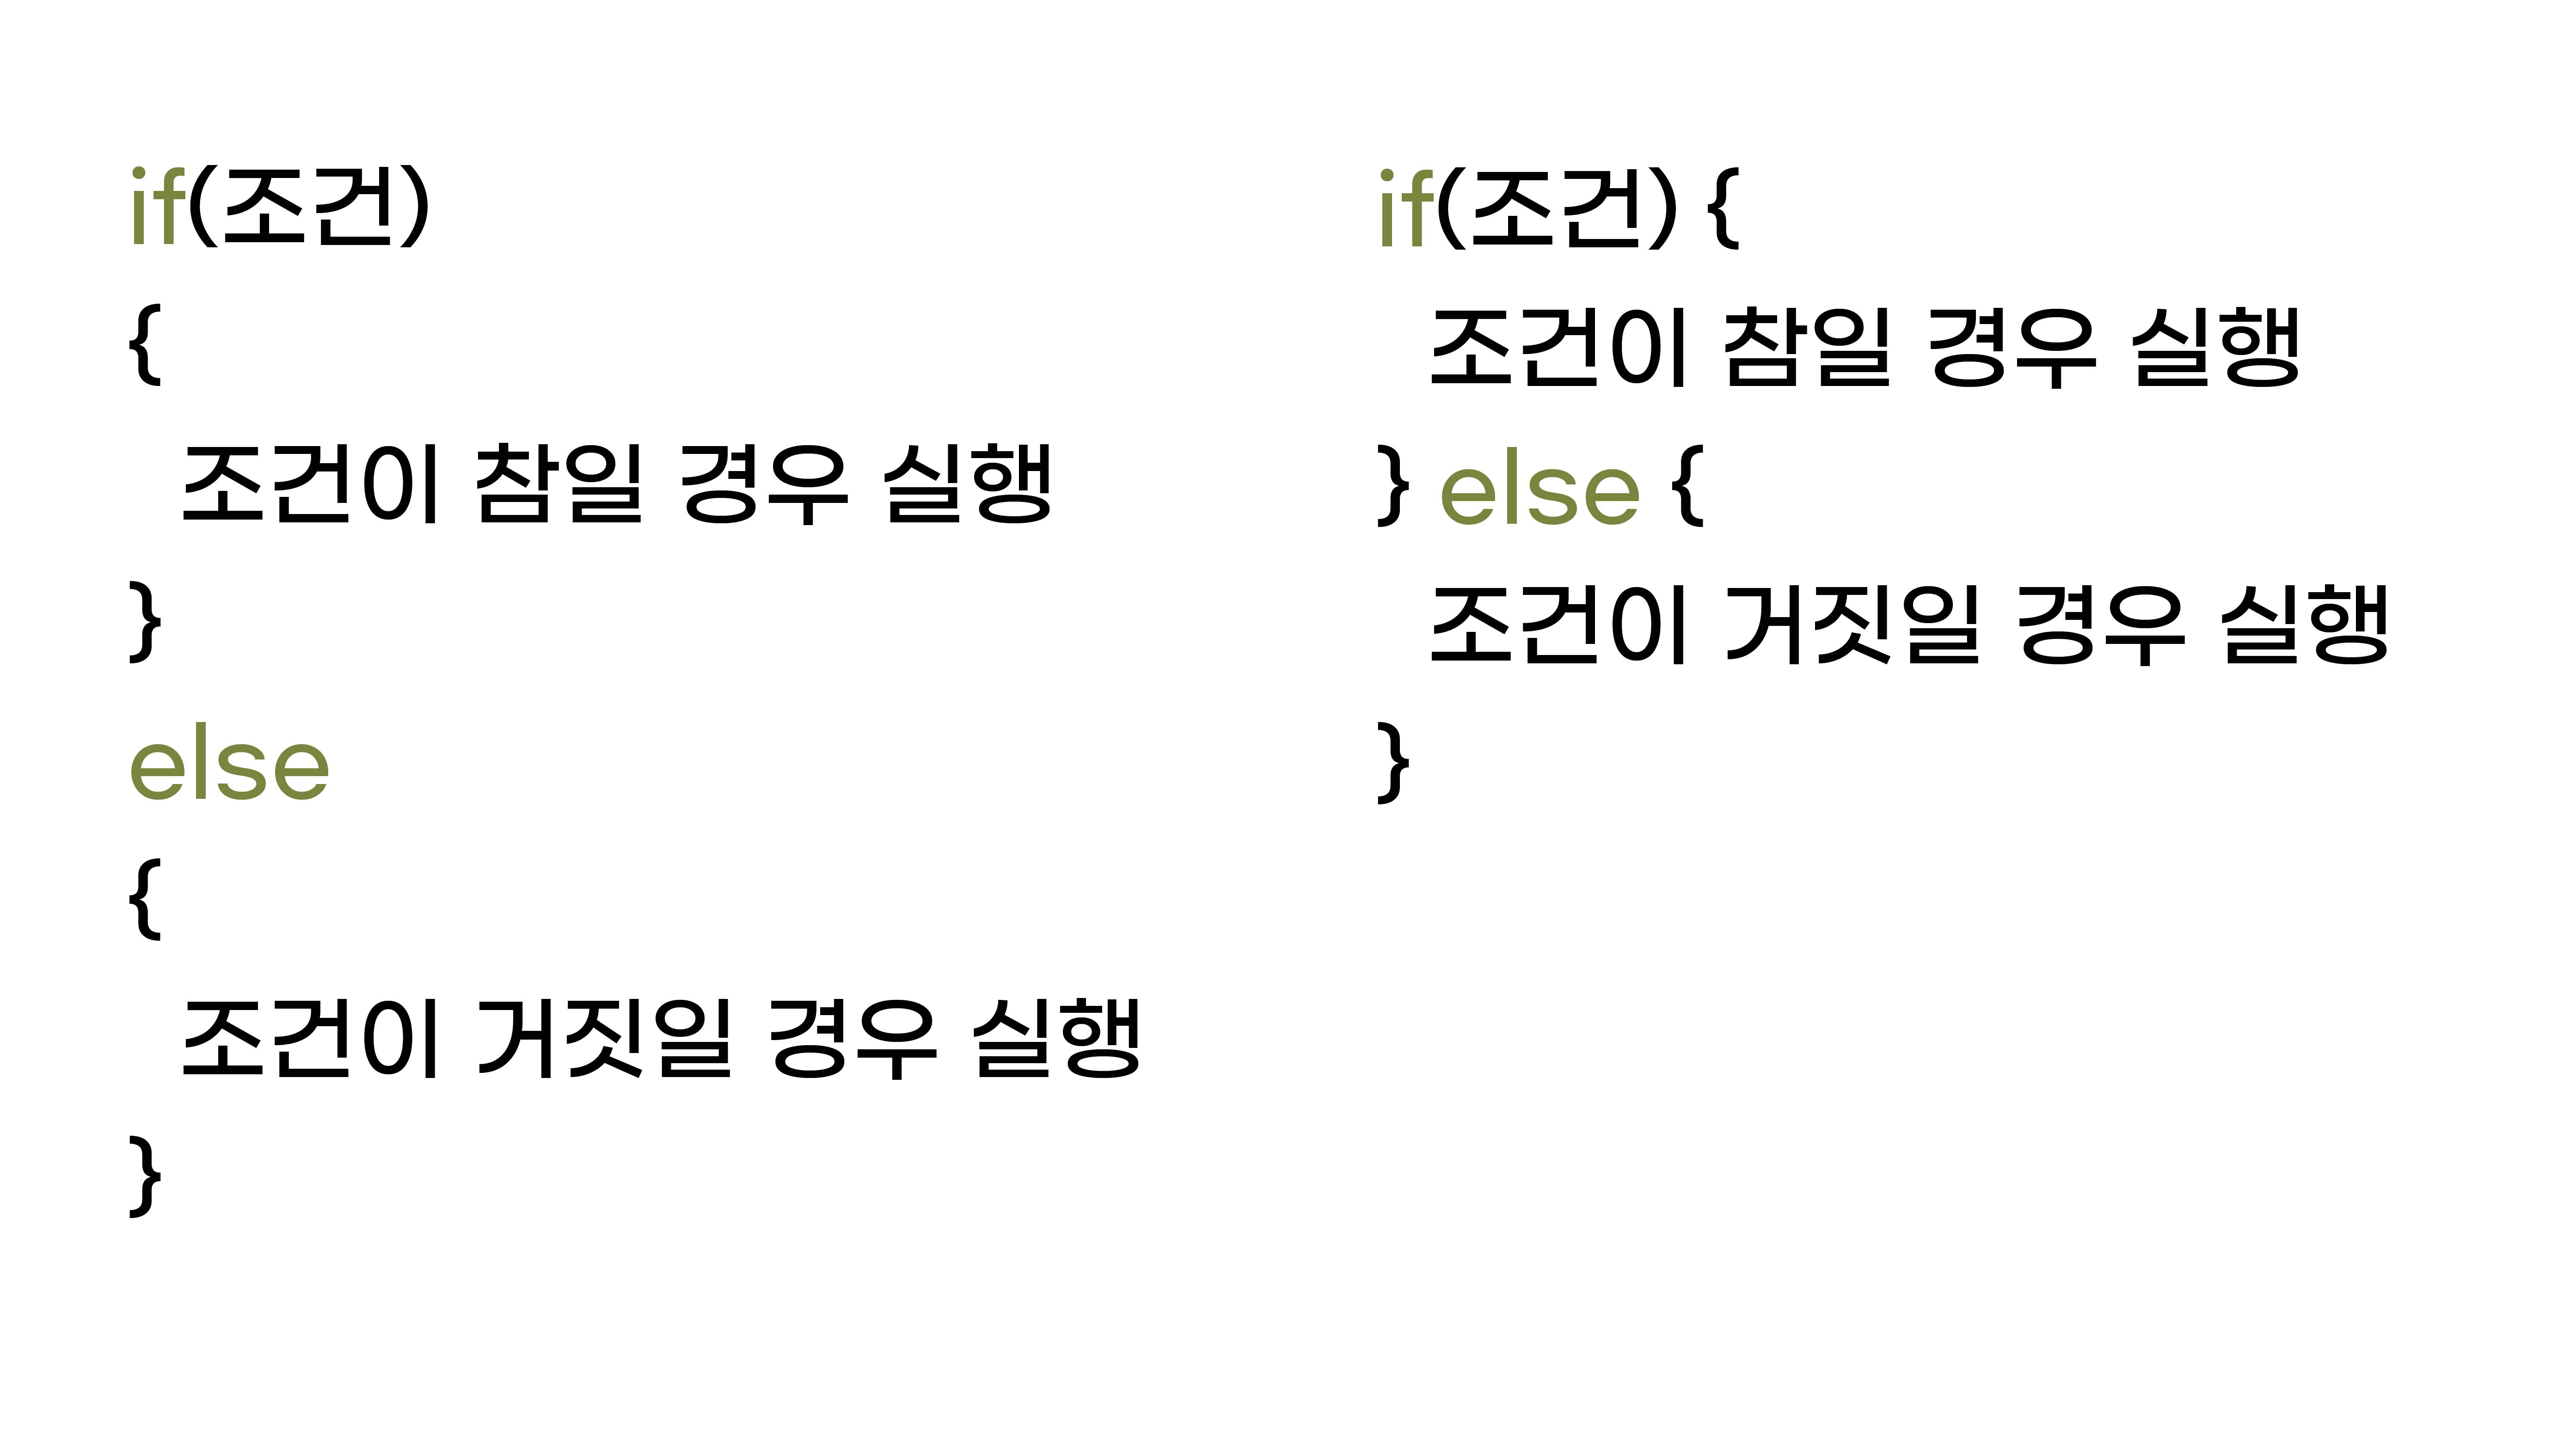 if(조건)
{
조건이 참일 경우 실행
}
else
{
조건이 거짓일 경우 실행
}
if(조건) {
조건이 참일 경우 실행
} else {
조건이 거짓일 경우 실행
}